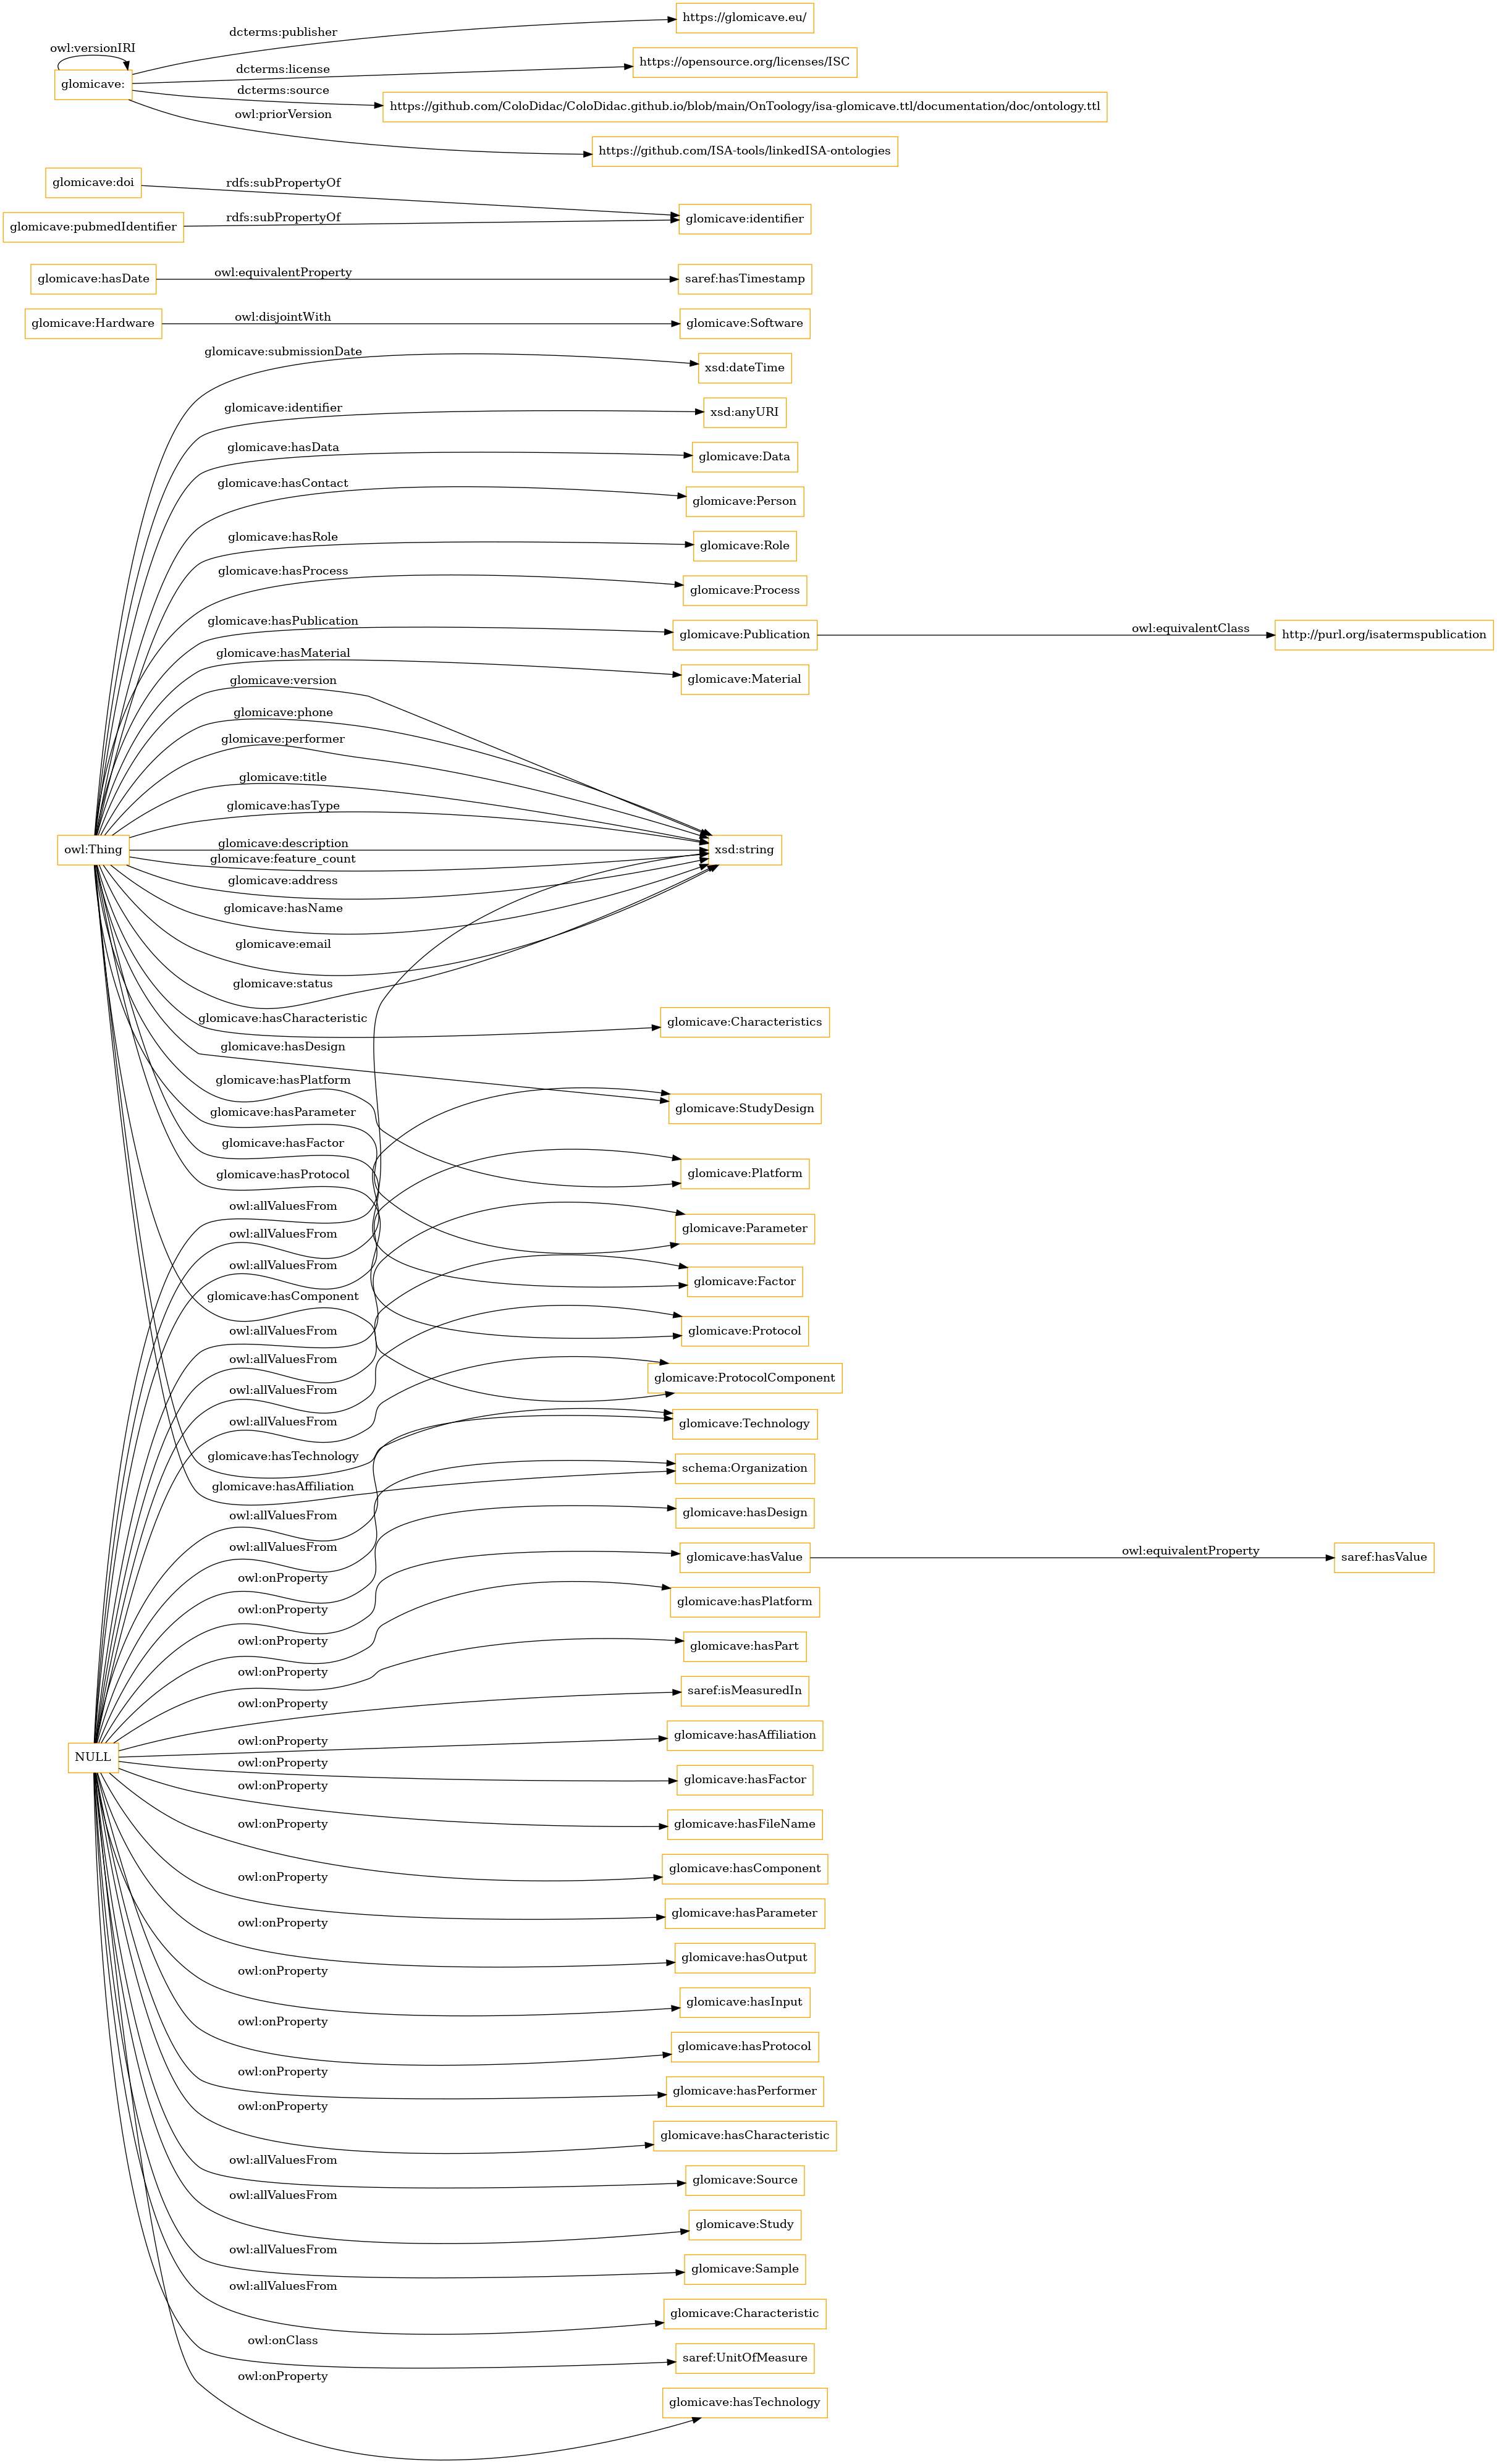 https://glomicave.eu/
dcterms:publisher
owl:versionIRI
https://opensource.org/licenses/ISC
dcterms:license
glomicave:
dcterms:source
https://github.com/ColoDidac/ColoDidac.github.io/blob/main/OnToology/isa-glomicave.ttl/documentation/doc/ontology.ttl
owl:priorVersion
https://github.com/ISA-tools/linkedISA-ontologies
glomicave:doi
rdfs:subPropertyOf
glomicave:pubmedIdentifier
rdfs:subPropertyOf
glomicave:identifier
glomicave:hasDate
owl:equivalentProperty
saref:hasTimestamp
glomicave:Hardware
owl:disjointWith
glomicave:Software
glomicave:submissionDate
xsd:dateTime
glomicave:identifier
xsd:anyURI
glomicave:hasData
glomicave:Data
glomicave:hasContact
glomicave:Person
glomicave:hasRole
glomicave:Role
glomicave:hasProcess
glomicave:Process
glomicave:hasPublication
glomicave:Publication
owl:equivalentClass
http://purl.org/isatermspublication
glomicave:hasMaterial
glomicave:Material
glomicave:version
glomicave:phone
glomicave:performer
glomicave:title
glomicave:hasType
owl:Thing
glomicave:description
xsd:string
glomicave:feature_count
glomicave:address
glomicave:hasName
glomicave:email
glomicave:status
glomicave:hasCharacteristic
glomicave:Characteristics
glomicave:hasDesign
glomicave:hasPlatform
glomicave:StudyDesign
glomicave:hasParameter
glomicave:hasFactor
glomicave:hasProtocol
glomicave:Platform
owl:allValuesFrom
owl:allValuesFrom
glomicave:Parameter
owl:allValuesFrom
glomicave:Factor
glomicave:hasComponent
owl:allValuesFrom
glomicave:Protocol
owl:allValuesFrom
owl:allValuesFrom
glomicave:ProtocolComponent
owl:allValuesFrom
glomicave:Technology
glomicave:hasTechnology
schema:Organization
glomicave:hasAffiliation
owl:allValuesFrom
glomicave:hasDesign
owl:allValuesFrom
glomicave:hasValue
owl:equivalentProperty
saref:hasValue
owl:onProperty
owl:onProperty
glomicave:hasPlatform
owl:onProperty
glomicave:hasPart
owl:onProperty
saref:isMeasuredIn
owl:onProperty
glomicave:hasAffiliation
owl:onProperty
NULL
owl:onProperty
glomicave:hasFactor
owl:onProperty
glomicave:hasFileName
owl:onProperty
glomicave:hasComponent
owl:onProperty
glomicave:hasParameter
owl:onProperty
glomicave:hasOutput
owl:onProperty
glomicave:hasInput
owl:onProperty
glomicave:hasProtocol
owl:onProperty
glomicave:hasPerformer
owl:onProperty
glomicave:hasCharacteristic
owl:allValuesFrom
glomicave:Source
owl:allValuesFrom
glomicave:Study
owl:allValuesFrom
glomicave:Sample
owl:allValuesFrom
glomicave:Characteristic
owl:onClass
saref:UnitOfMeasure
owl:onProperty
glomicave:hasTechnology